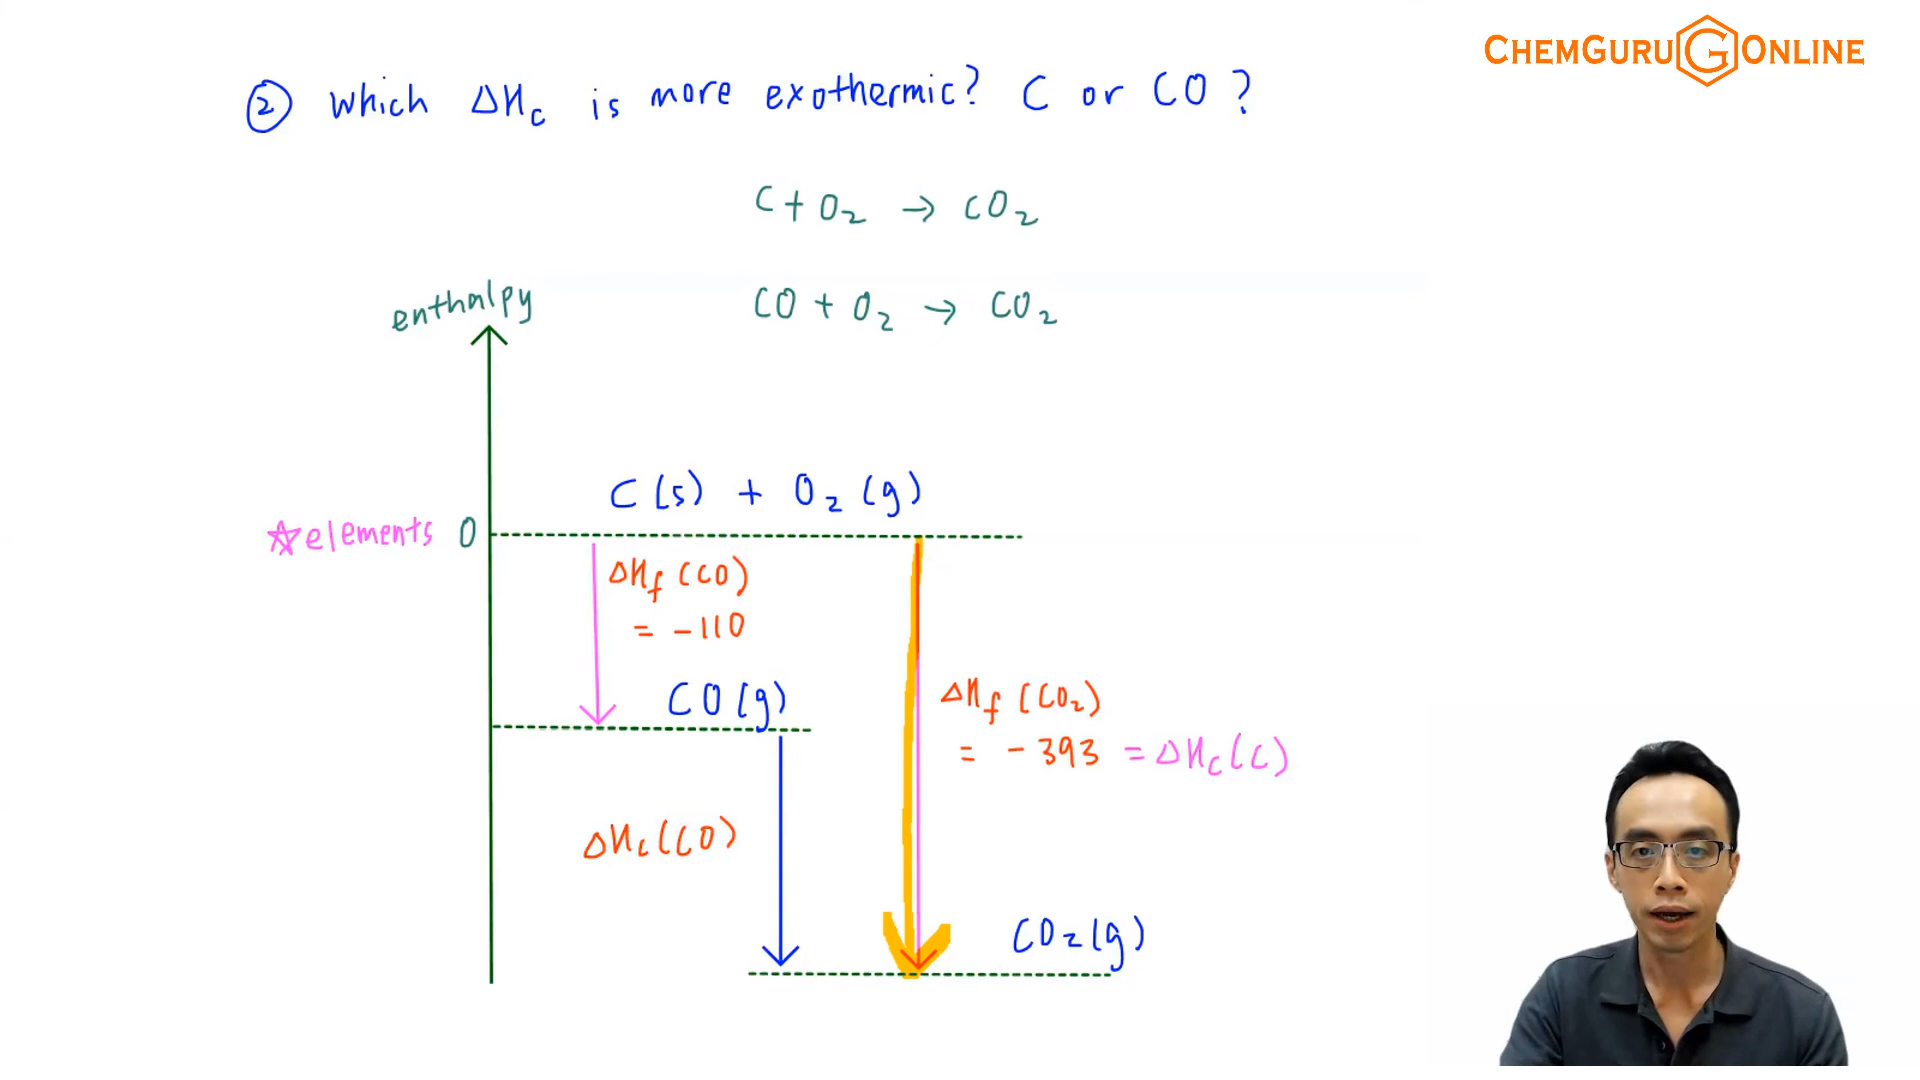 CHEMGURU G ONLINE
② Which ΔHc is more exothermic? C or CO?
C + O₂ → CO₂
CO + O₂ → CO₂
enthalpy
C(s) + O₂(g)
☆elements 0
ΔHf (CO)
= -110
CO(g)
ΔHf (CO₂)
= -393 = ΔHc(C)
ΔHc(CO)
CO₂(g)